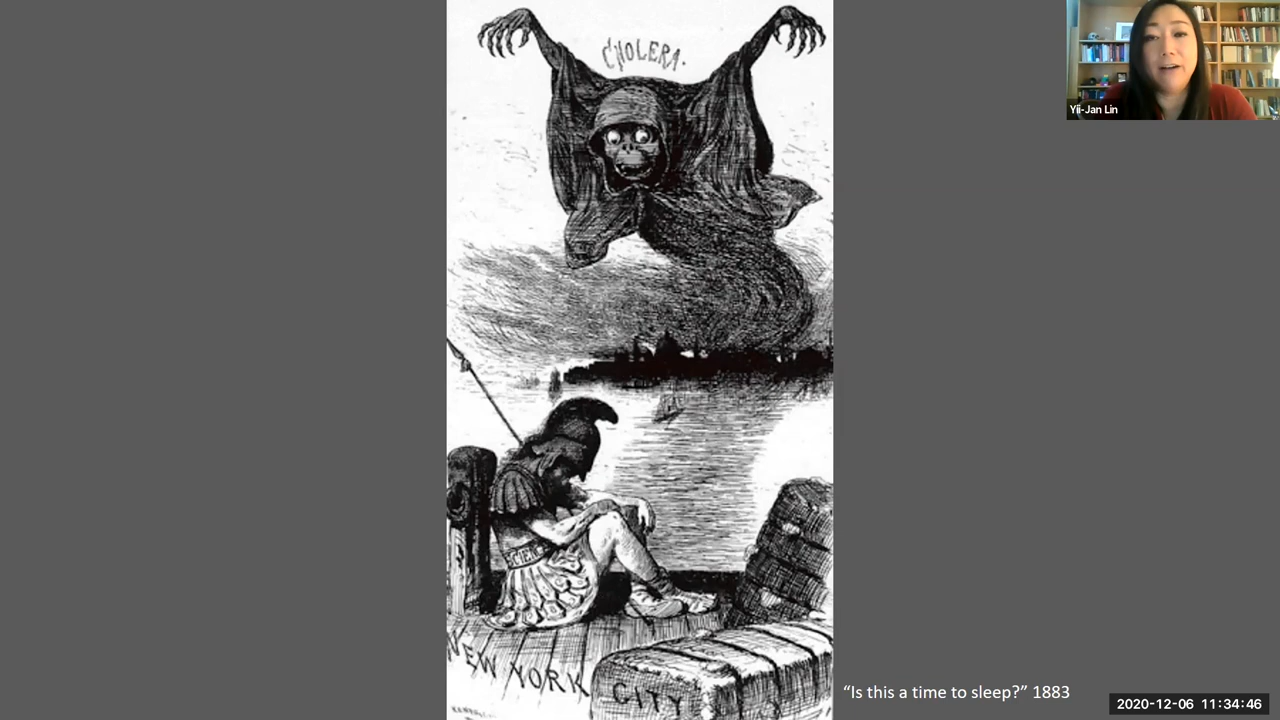 CHOLERA.
Yii-Jan Lin
NEW YORK
CITY
“Is this a time to sleep?” 1883
2020-12-06 11:34:46